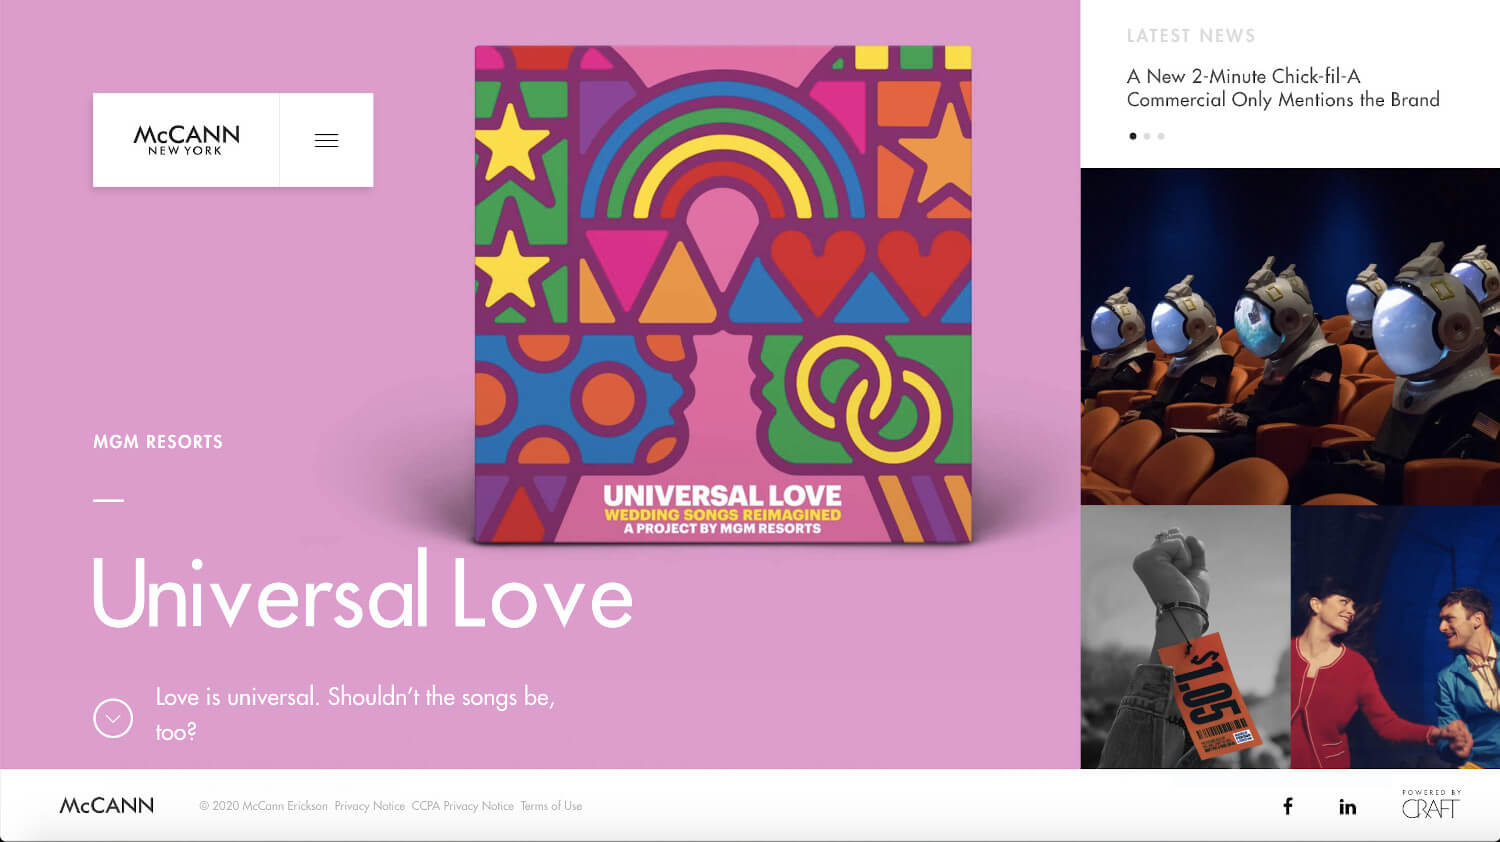 McCANN
NEW YORK
UNIVERSAL LOVE
WEDDING SONGS REIMAGINED
A PROJECT BY MGM RESORTS
MGM RESORTS
Universal Love
Love is universal. Shouldn't the songs be,
too?
LATEST NEWS
A New 2-Minute Chick-fil-A
Commercial Only Mentions the Brand
$1.05
McCANN
© 2020 McCann Erickson Privacy Notice CCPA Privacy Notice Terms of Use
f
in
POWERED BY
CRAFT